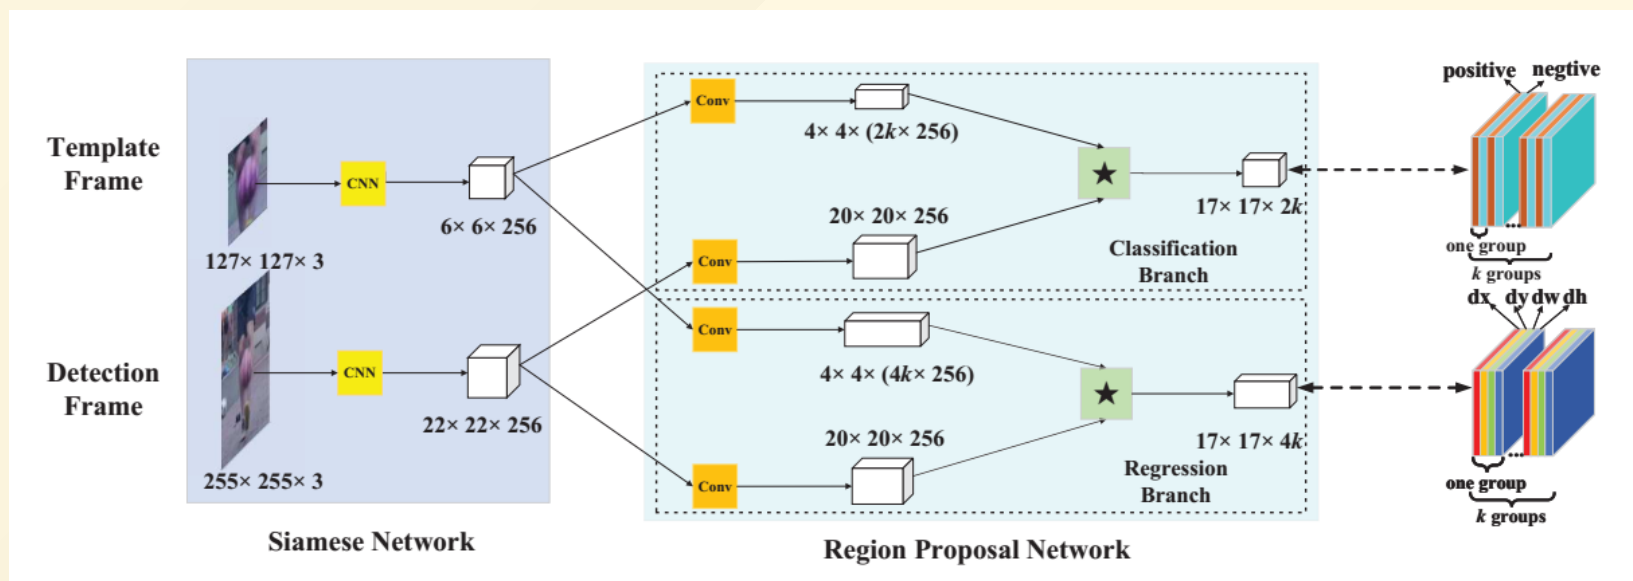 Template
Frame
127× 127× 3
CNN
6× 6× 256
Detection
Frame
255× 255× 3
CNN
22× 22× 256
Siamese Network
Conv
4× 4× (2k× 256)
Conv
20× 20× 256
★
17× 17× 2k
Classification
Branch
Conv
4× 4× (4k× 256)
Conv
20× 20× 256
★
17× 17× 4k
Regression
Branch
Region Proposal Network
positive
negtive
...
one group
k groups
dx dy dw dh
...
one group
k groups